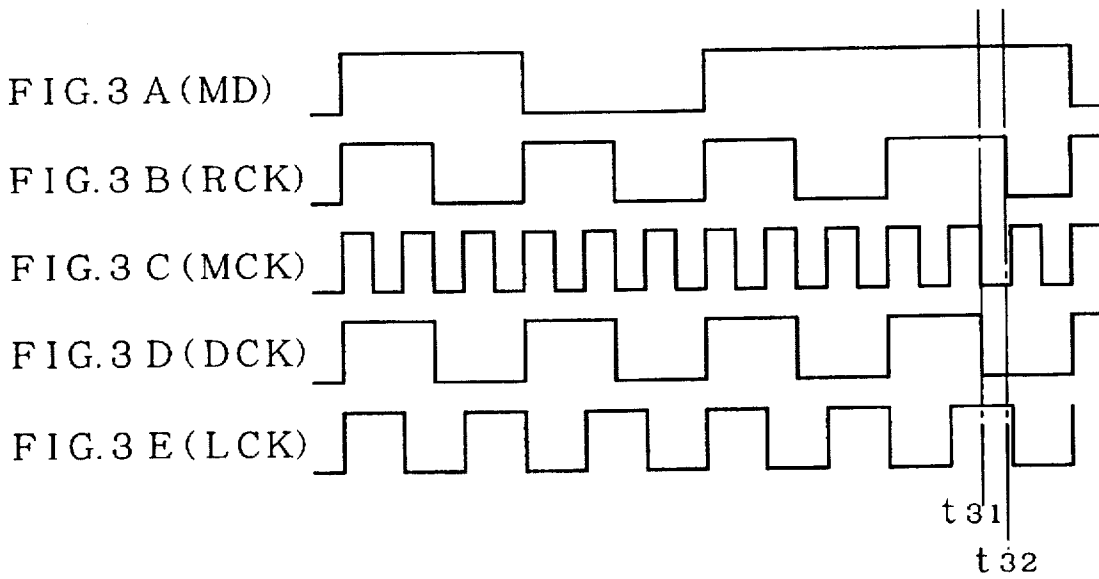 FIG.3 A(MD)
FIG.3 B(RCK)
FIG.3 C(MCK)
FIG.3 D(DCK)
FIG.3 E(LCK)
t31
t32